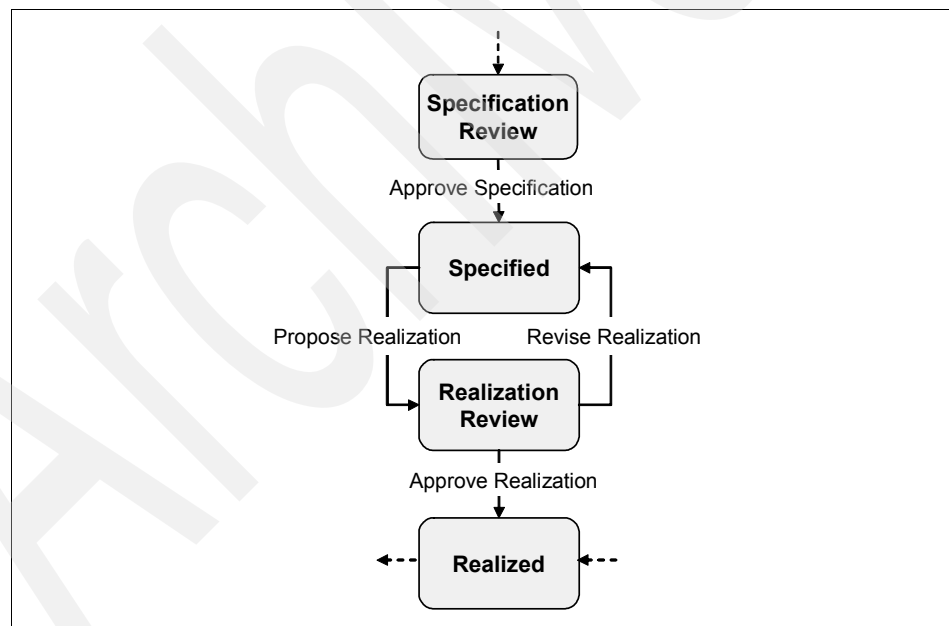 Specification
Review
Approve Specification
Specified
Propose Realization
Revise Realization
Realization
Review
Approve Realization
Realized